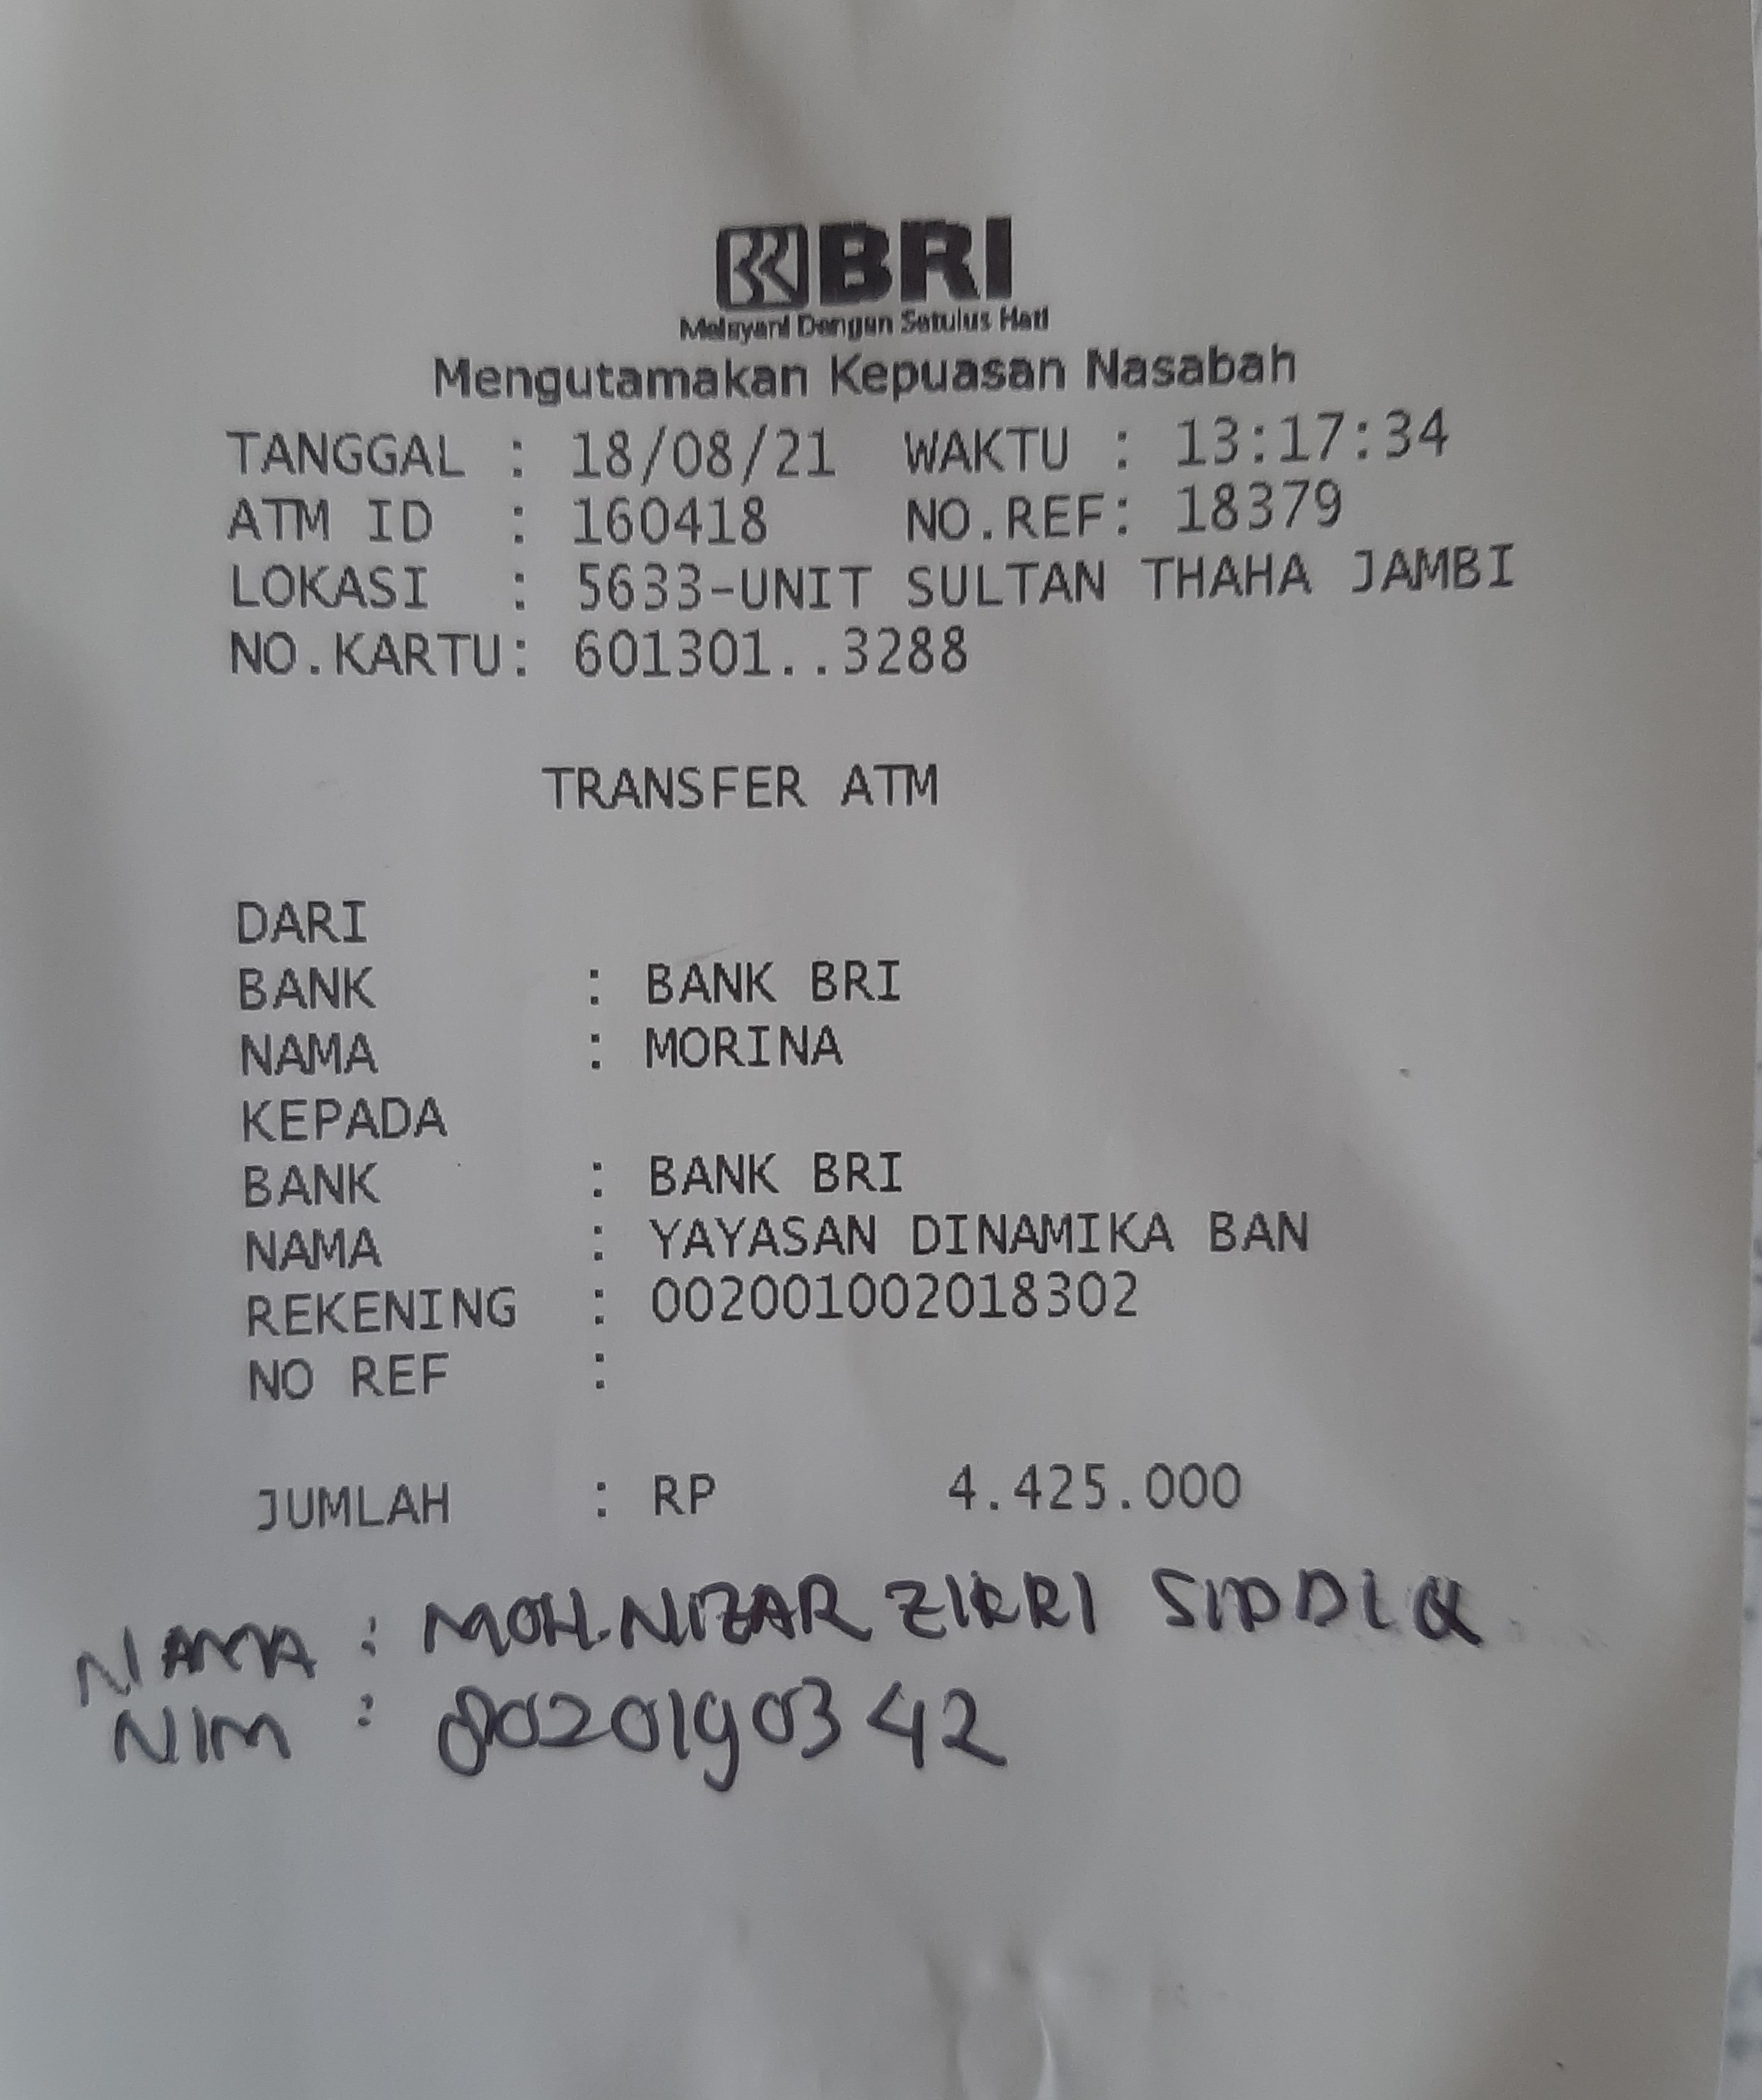 BRI
Melayani Dengan Setulus Hati
Mengutamakan Kepuasan Nasabah
TANGGAL : 18/08/21 WAKTU : 13:17:34
ATM ID : 160418 NO.REF: 18379
LOKASI : 5633-UNIT SULTAN THAHA JAMBI
NO.KARTU: 601301..3288
TRANSFER ATM
DARI
BANK : BANK BRI
NAMA : MORINA
KEPADA
BANK : BANK BRI
NAMA : YAYASAN DINAMIKA BAN
REKENING : 002001002018302
NO REF :
JUMLAH : RP 4.425.000
NAMA : MOH.NIZAR ZIKRI SIDDIQ
NIM : 8020190342